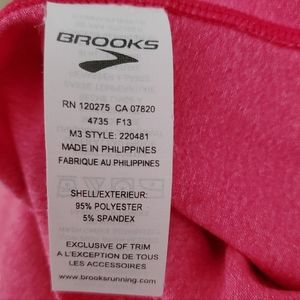 BROOKS
RN 120275 CA 07820
4735 F13
M3 STYLE: 220481
MADE IN PHILIPPINES
FABRIQUE AU PHILIPPINES
SHELL/EXTERIEUR:
95% POLYESTER
5% SPANDEX
EXCLUSIVE OF TRIM
A L'EXCEPTION DE TOUS
LES ACCESSOIRES
www.brooksrunning.com